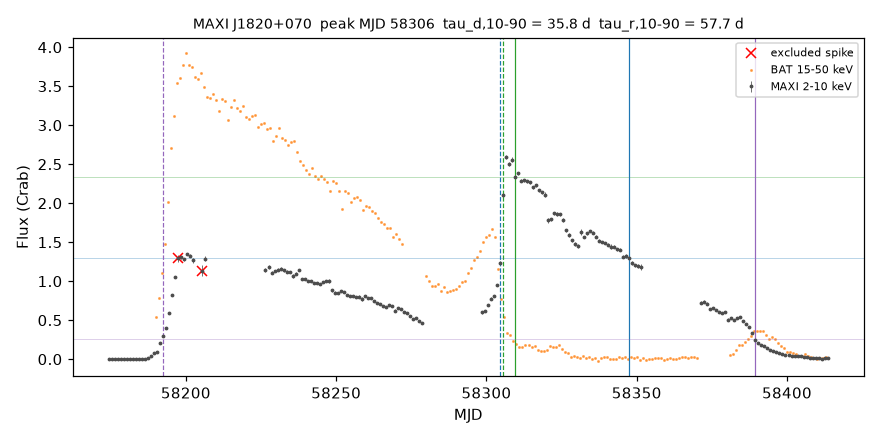 MAXI J1820+070 peak MJD 58306 tau_d,10-90 = 35.8 d tau_r,10-90 = 57.7 d
excluded spike
BAT 15-50 keV
MAXI 2-10 keV
Flux (Crab)
4.0
3.5
3.0
2.5
2.0
1.5
1.0
0.5
0.0
58200
58250
58300
58350
58400
MJD